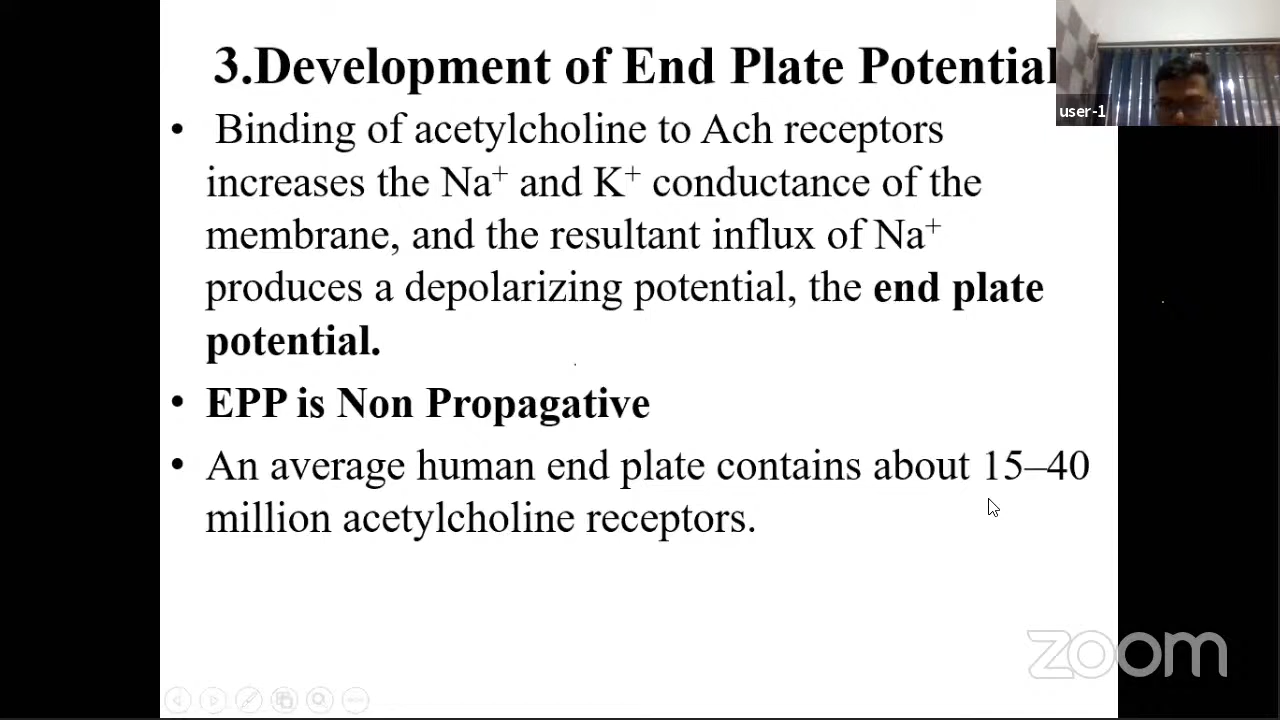 3.Development of End Plate Potential
• Binding of acetylcholine to Ach receptors
increases the Na⁺ and K⁺ conductance of the
membrane, and the resultant influx of Na⁺
produces a depolarizing potential, the end plate
potential.
• EPP is Non Propagative
• An average human end plate contains about 15–40
million acetylcholine receptors.
user-1
zoom